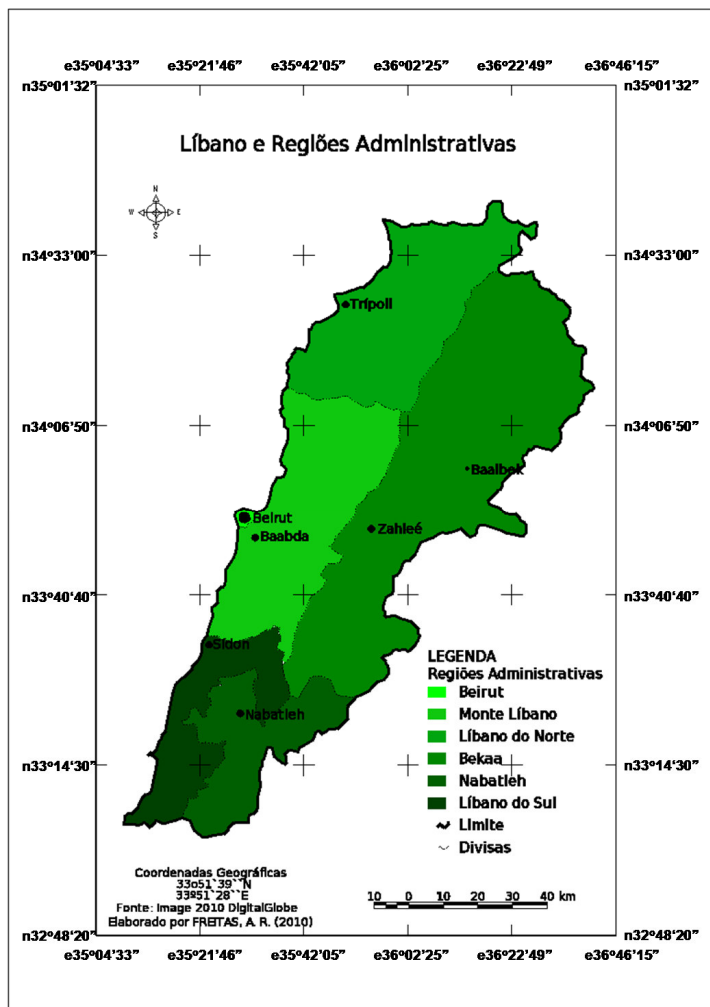 e35º04’33” e35º21’46” e35º42’05” e36º02’25” e36º22’49” e36º46’15”
n35º01’32” n35º01’32”
Líbano e Regiões Administrativas
N
W E
S
n34º33’00” n34º33’00”
Trípoli
n34º06’50” n34º06’50”
Baalbek
Beirut
Zahleé
Baabda
n33º40’40” n33º40’40”
Sidon
LEGENDA
Regiões Administrativas
Beirut
Nabatieh
Monte Líbano
Líbano do Norte
n33º14’30” n33º14’30”
Bekaa
Nabatieh
Líbano do Sul
Limite
Divisas
Coordenadas Geográficas
33o51`39``N
33º51`28``E
Fonte: Image 2010 DigitalGlobe
Elaborado por FREITAS, A. R. (2010)
10 0 10 20 30 40 km
n32º48’20” n32º48’20”
e35º04’33” e35º21’46” e35º42’05” e36º02’25” e36º22’49” e36º46’15”